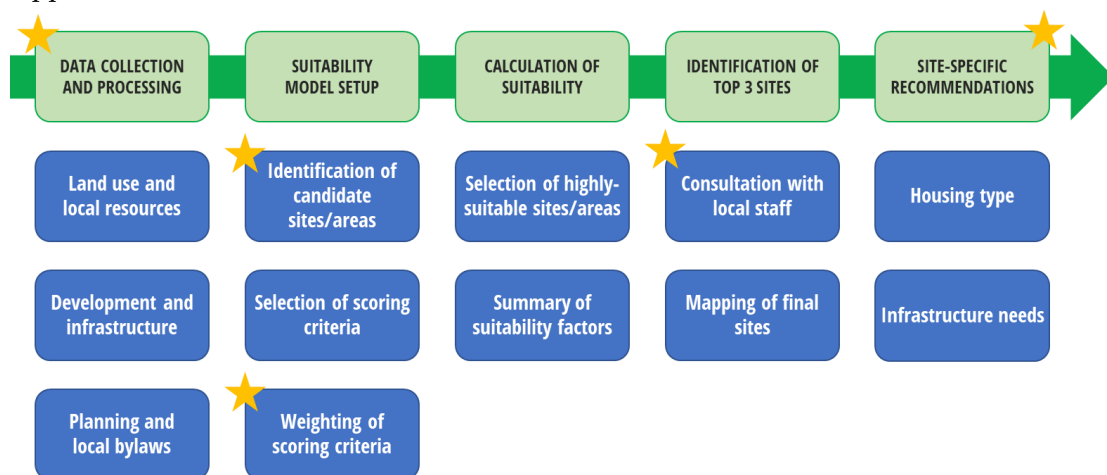 DATA COLLECTION
AND PROCESSING
SUITABILITY
MODEL SETUP
CALCULATION OF
SUITABILITY
IDENTIFICATION OF
TOP 3 SITES
SITE-SPECIFIC
RECOMMENDATIONS
Land use and
local resources
Identification of
candidate
sites/areas
Selection of highly-
suitable sites/areas
Consultation with
local staff
Housing type
Development and
infrastructure
Selection of scoring
criteria
Summary of
suitability factors
Mapping of final
sites
Infrastructure needs
Planning and
local bylaws
Weighting of
scoring criteria